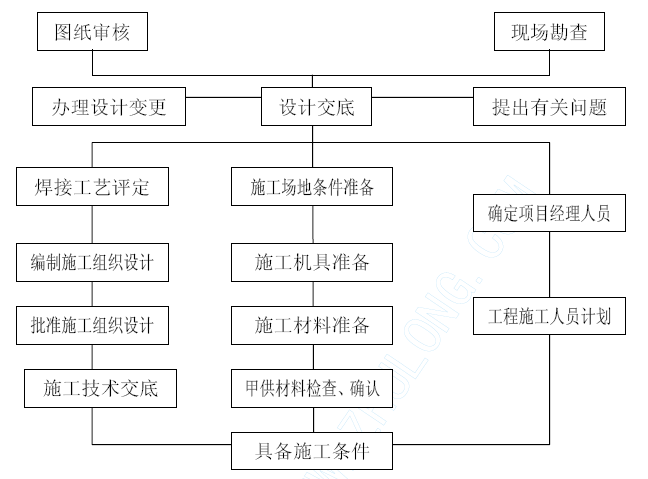 图纸审核
现场勘查
办理设计变更
设计交底
提出有关问题
焊接工艺评定
施工场地条件准备
确定项目经理人员
编制施工组织设计
施工机具准备
批准施工组织设计
施工材料准备
工程施工人员计划
施工技术交底
甲供材料检查、确认
具备施工条件